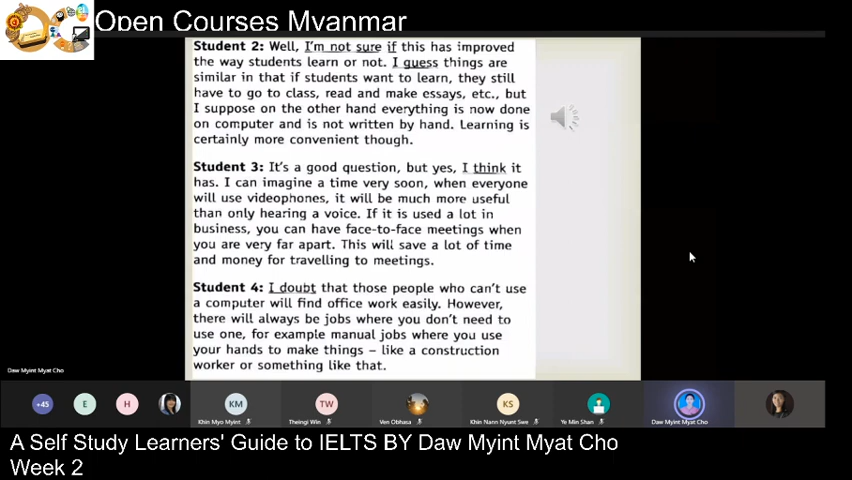 Open Courses Myanmar
Student 2: Well, I'm not sure if this has improved
the way students learn or not. I guess things are
similar in that if students want to learn, they still
have to go to class, read and make essays, etc., but
I suppose on the other hand everything is now done
on computer and is not written by hand. Learning is
certainly more convenient though.
Student 3: It's a good question, but yes, I think it
has. I can imagine a time very soon, when everyone
will use videophones, it will be much more useful
than only hearing a voice. If it is used a lot in
business, you can have face-to-face meetings when
you are very far apart. This will save a lot of time
and money for travelling to meetings.
Student 4: I doubt that those people who can't use
a computer will find office work easily. However,
there will always be jobs where you don't need to
use one, for example manual jobs where you use
your hands to make things – like a construction
worker or something like that.
Daw Myint Myat Cho
+45
E
H
KM
TW
KS
Khin Myo Myint
Theingi Win
Ven Obhasa
Khin Nann Nyunt Swe
Ye Min Shan
Daw Myint Myat Cho
A Self Study Learners' Guide to IELTS BY Daw Myint Myat Cho
Week 2